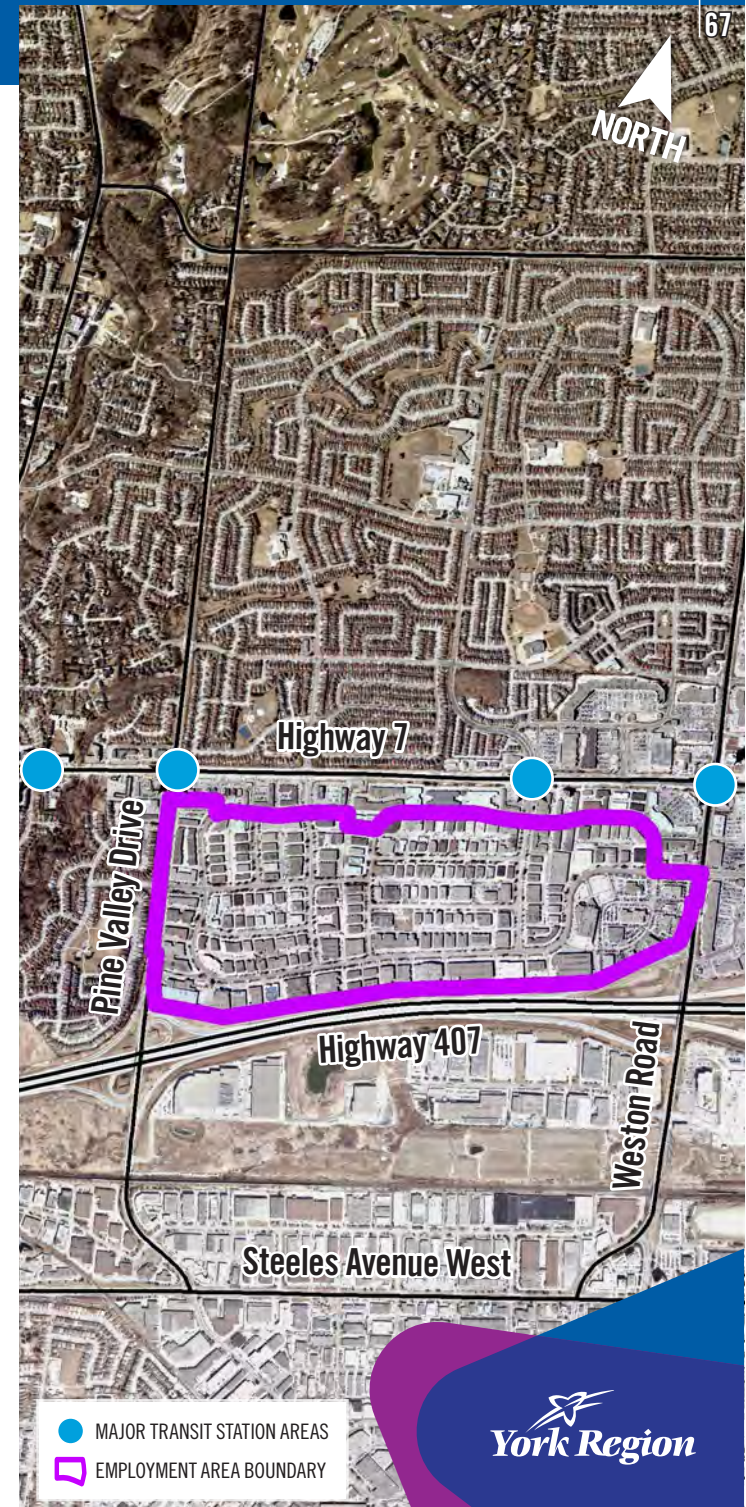 67
NORTH
Highway 7
Pine Valley Drive
Highway 407
Weston Road
Steeles Avenue West
MAJOR TRANSIT STATION AREAS
EMPLOYMENT AREA BOUNDARY
York Region